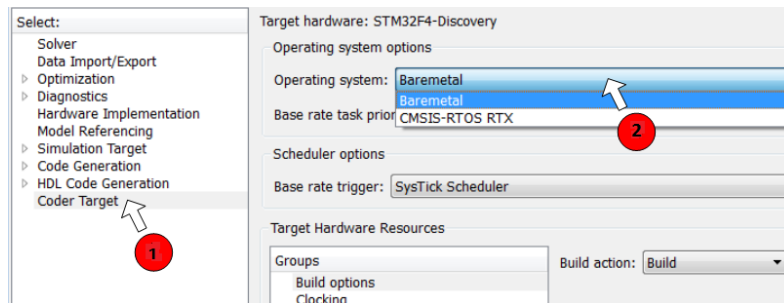 Select:
Solver
Data Import/Export
Optimization
Diagnostics
Hardware Implementation
Model Referencing
Simulation Target
Code Generation
HDL Code Generation
Coder Target
1
Target hardware: STM32F4-Discovery
Operating system options
Operating system: Baremetal
Baremetal
CMSIS-RTOS RTX
Base rate task prior
2
Scheduler options
Base rate trigger: SysTick Scheduler
Target Hardware Resources
Groups
Build options
Clocking
Build action: Build